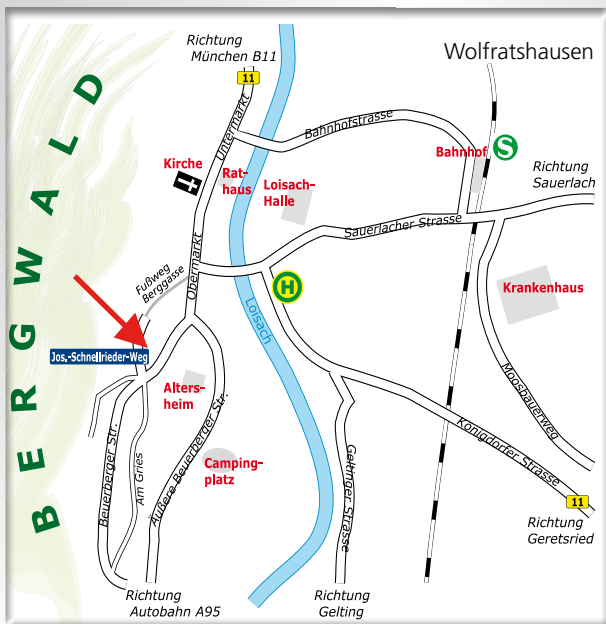 Richtung
München B11
Wolfratshausen
11
Untermarkt
Bahnhofstrasse
Bahnhof
S
Kirche
Rat-
haus
Loisach-
Halle
Richtung
Sauerlach
BERGWALD
Obermarkt
Sauerlacher Strasse
Fußweg
Berggasse
H
Krankenhaus
Loisach
Jos.-Schnellrieder-Weg
Alters-
heim
Moosbauerweg
Beuerberger Str.
Am Gries
Äußere Beuerberger Str.
Camping-
platz
Geltinger Strasse
Königdorfer Strasse
11
Richtung
Geretsried
Richtung
Autobahn A95
Richtung
Gelting